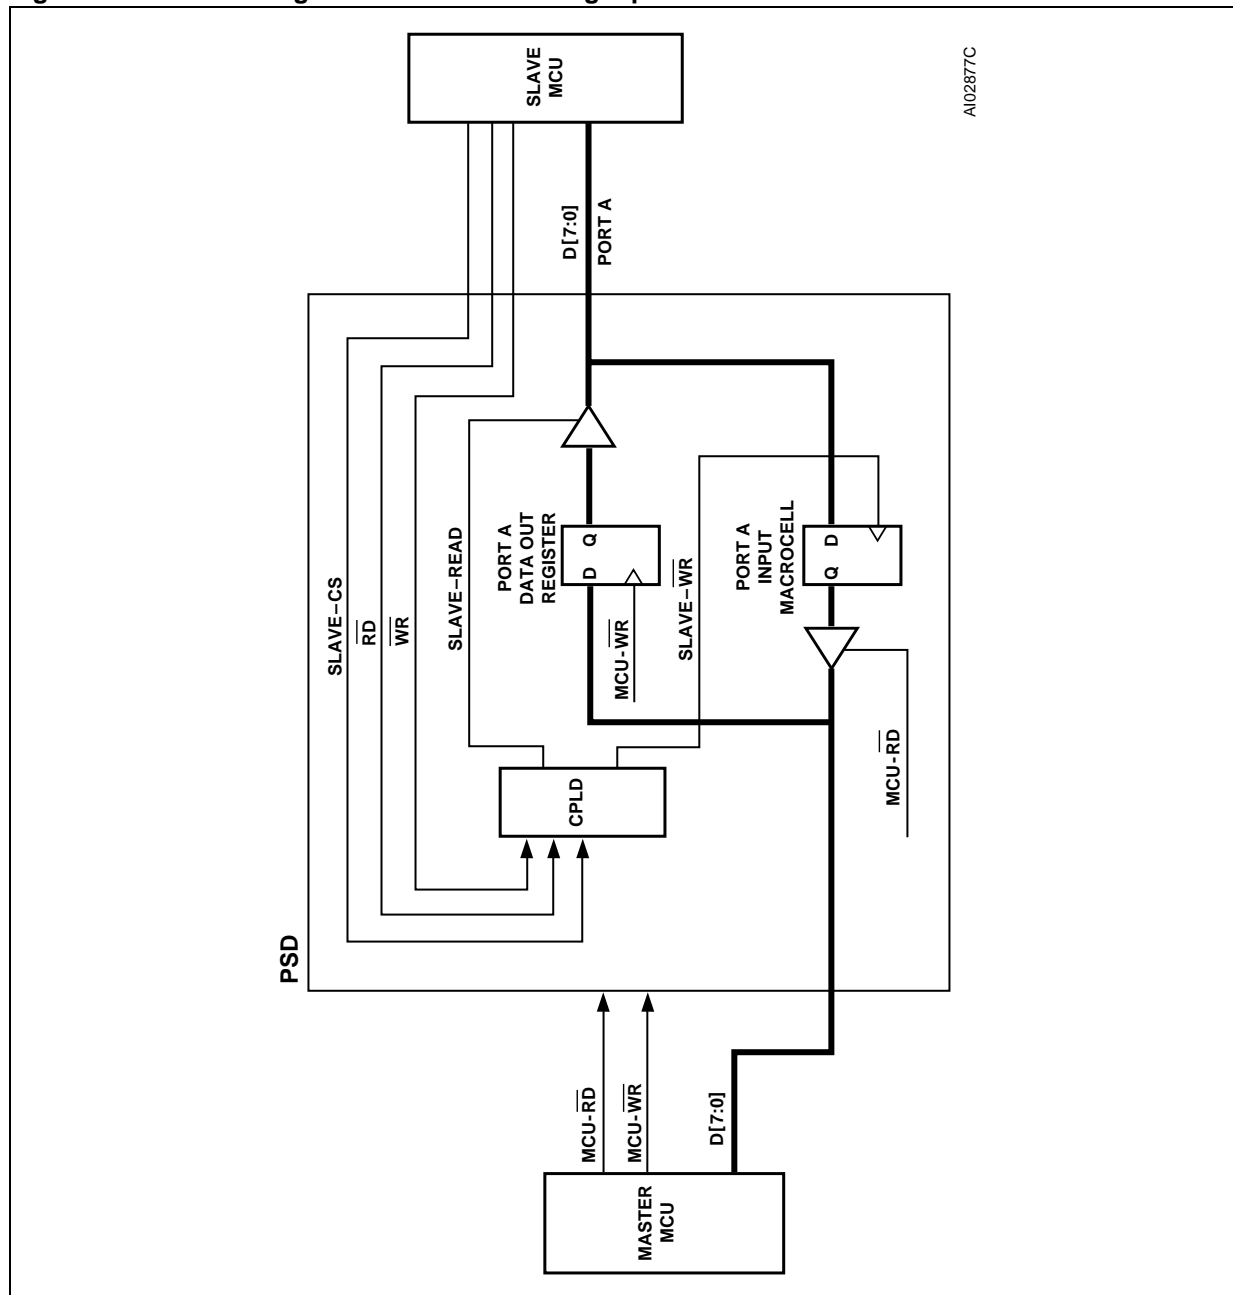 PSD
SLAVE–CS
RD
WR
SLAVE–READ
PORT A
DATA OUT
REGISTER
D Q
MCU-WR
SLAVE–WR
PORT A
INPUT
MACROCELL
Q D
MCU-RD
CPLD
MASTER
MCU
MCU-RD
MCU-WR
D[7:0]
SLAVE
MCU
D[7:0]
PORT A
AI02877C